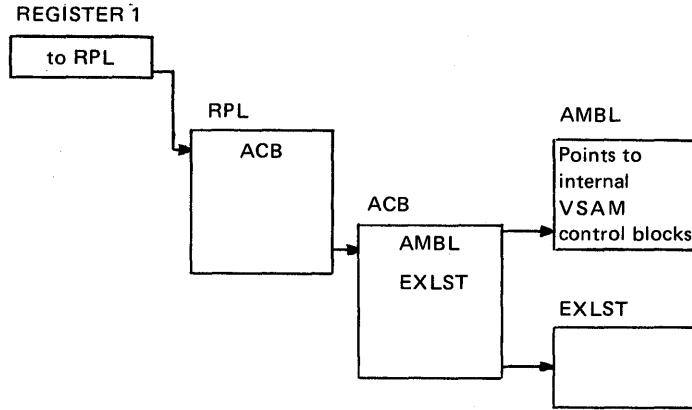 REGISTER 1
to RPL
RPL
ACB
ACB
AMBL
EXLST
AMBL
Points to
internal
VSAM
control blocks
EXLST